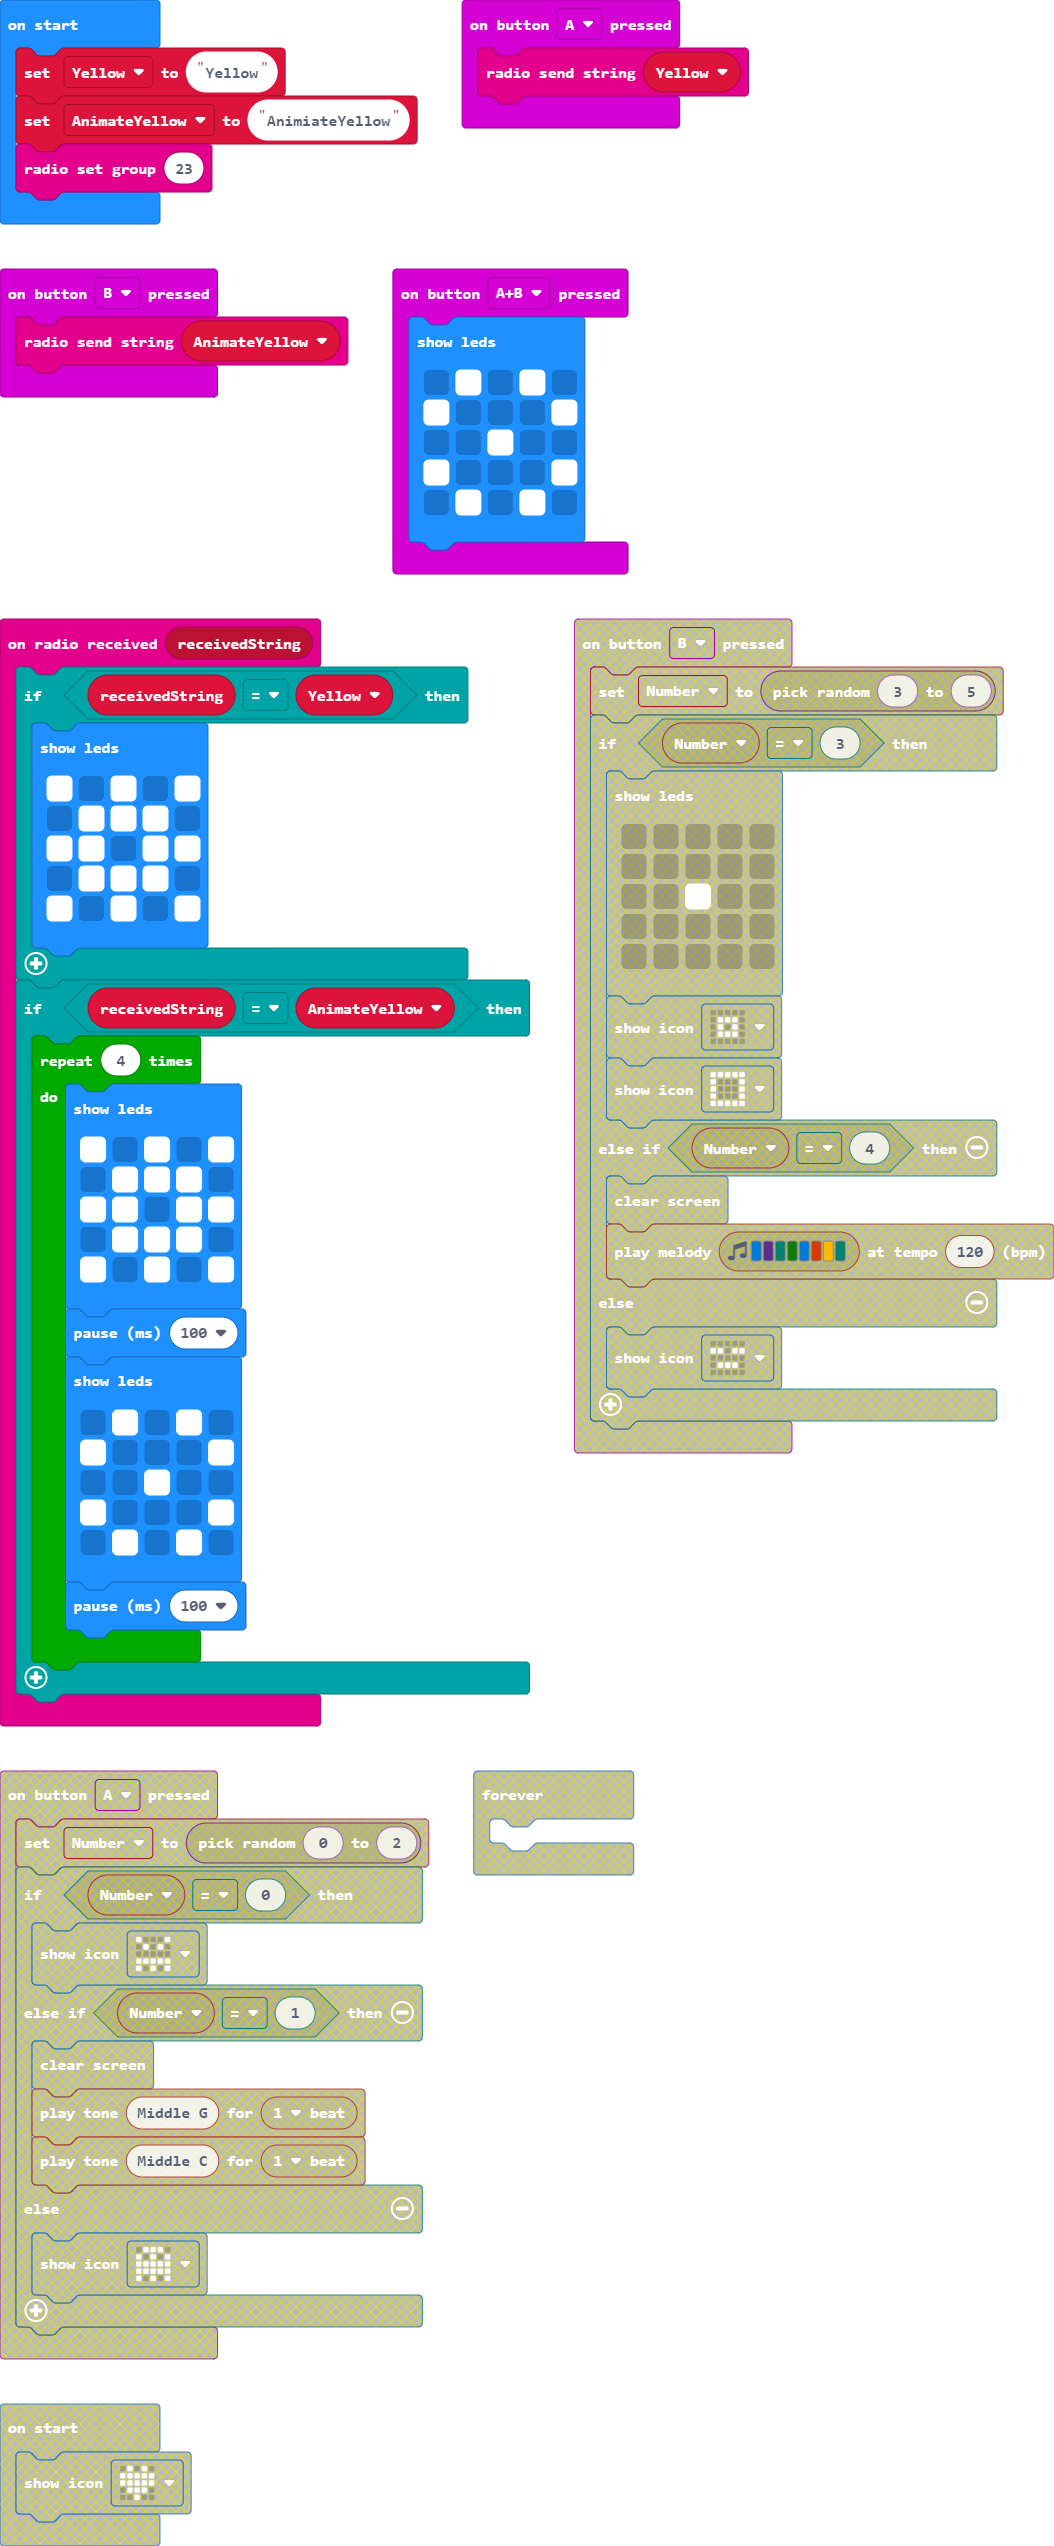 on start
set Yellow to "Yellow"
set AnimateYellow to "AnimiateYellow"
radio set group 23
on button A pressed
radio send string Yellow
on button B pressed
radio send string AnimateYellow
on button A+B pressed
show leds
on radio received receivedString
if receivedString = Yellow then
show leds
if receivedString = AnimateYellow then
repeat 4 times
do
show leds
pause (ms) 100
show leds
pause (ms) 100
on button B pressed
set Number to pick random 3 to 5
if Number = 3 then
show leds
show icon
show icon
else if Number = 4 then
clear screen
play melody at tempo 120 (bpm)
else
show icon
on button A pressed
set Number to pick random 0 to 2
if Number = 0 then
show icon
else if Number = 1 then
clear screen
play tone Middle G for 1 beat
play tone Middle C for 1 beat
else
show icon
forever
on start
show icon